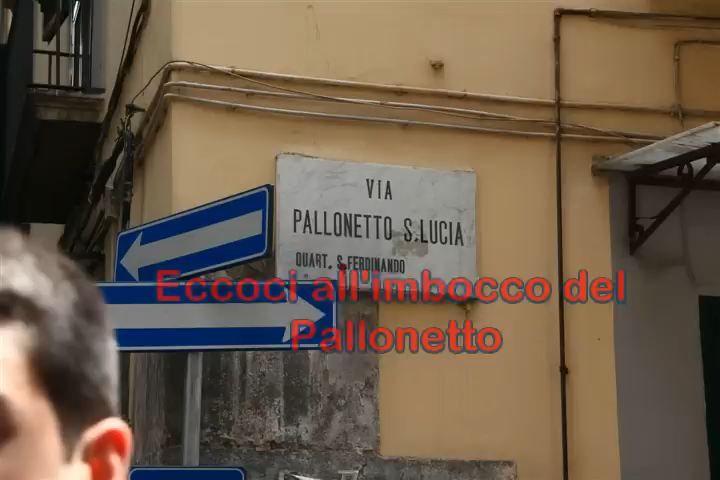 VIA
PALLONETTO S.LUCIA
QUART. S.FERDINANDO
Eccoci all'imbocco del
Pallonetto